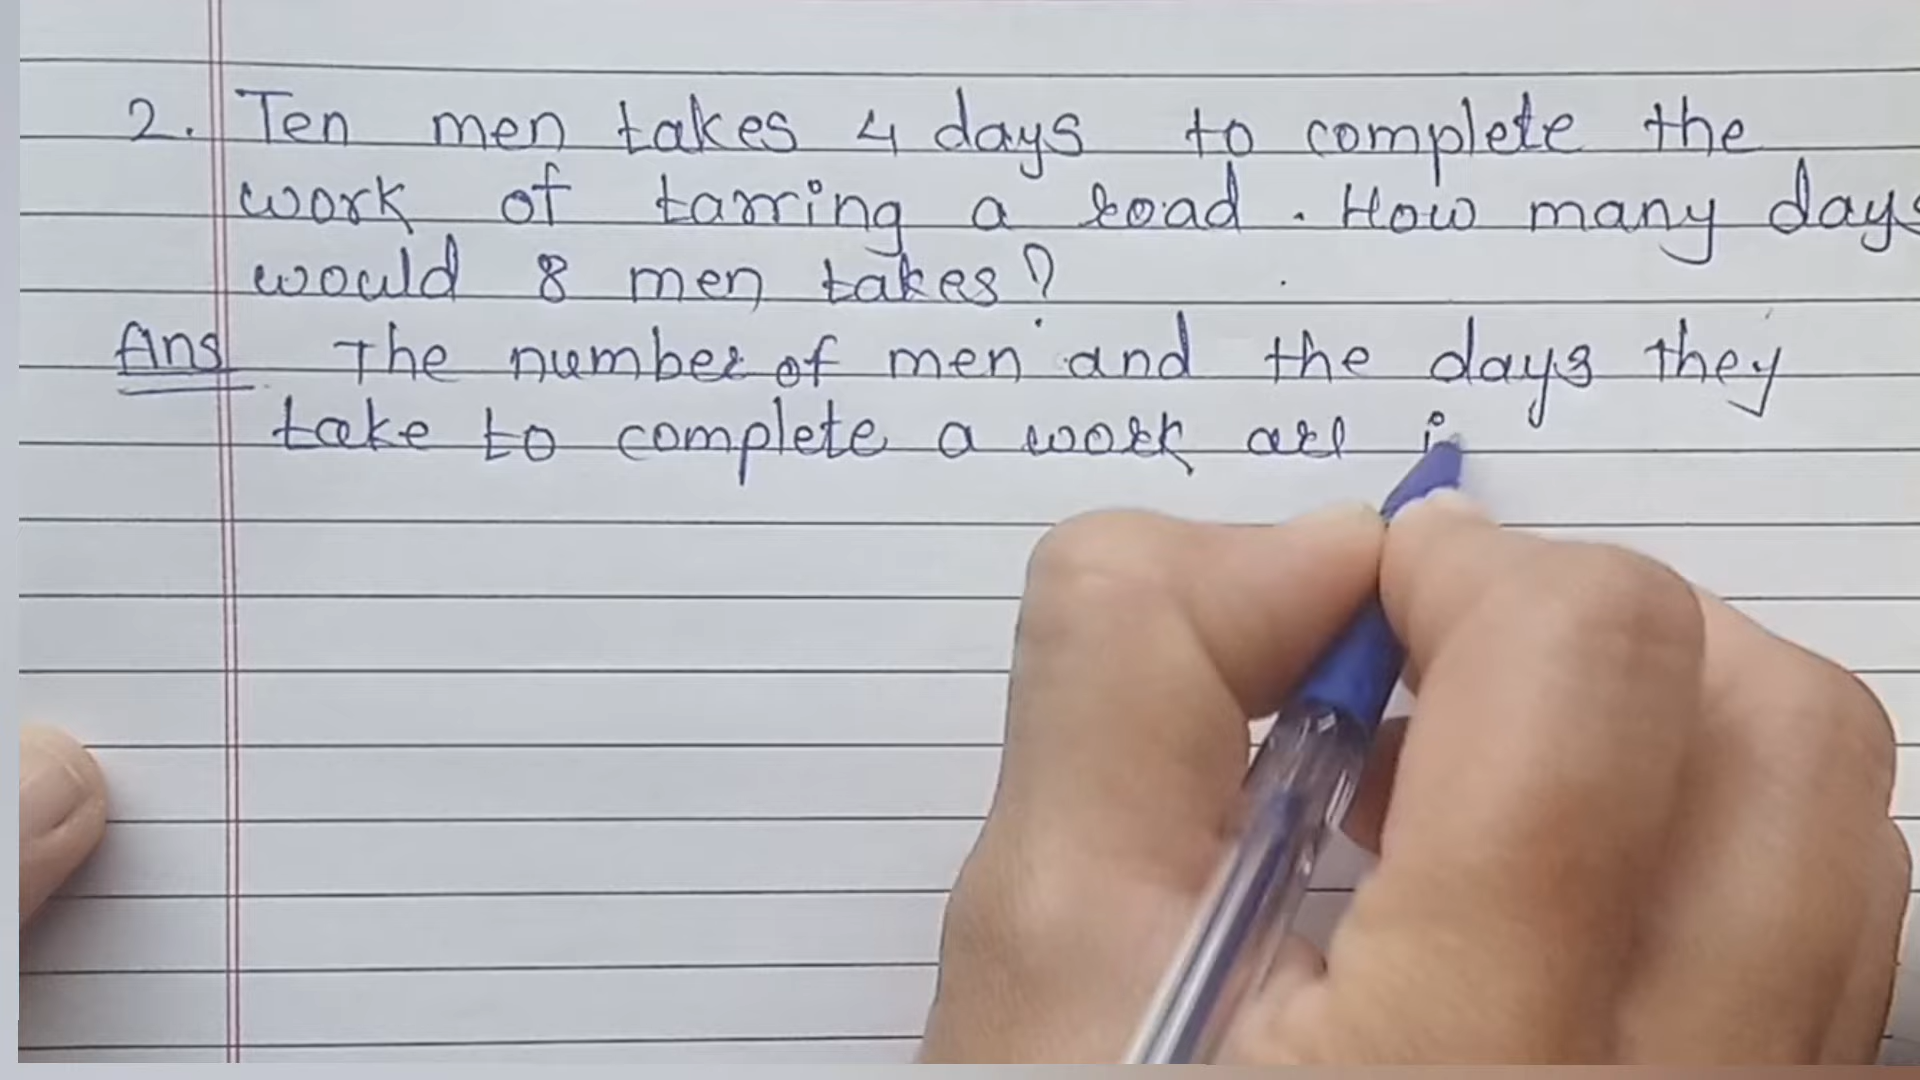 2. Ten men takes 4 days to complete the
work of tarring a road. How many days
would 8 men takes?
Ans The number of men and the days they
take to complete a work are i